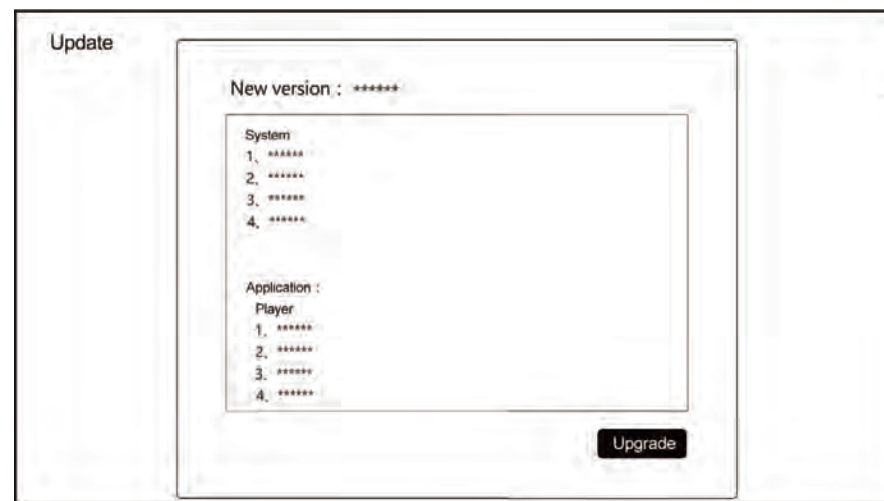 Update
New version : ******
System
1、******
2、******
3、******
4、******
Application :
Player
1、******
2、******
3、******
4、******
Upgrade